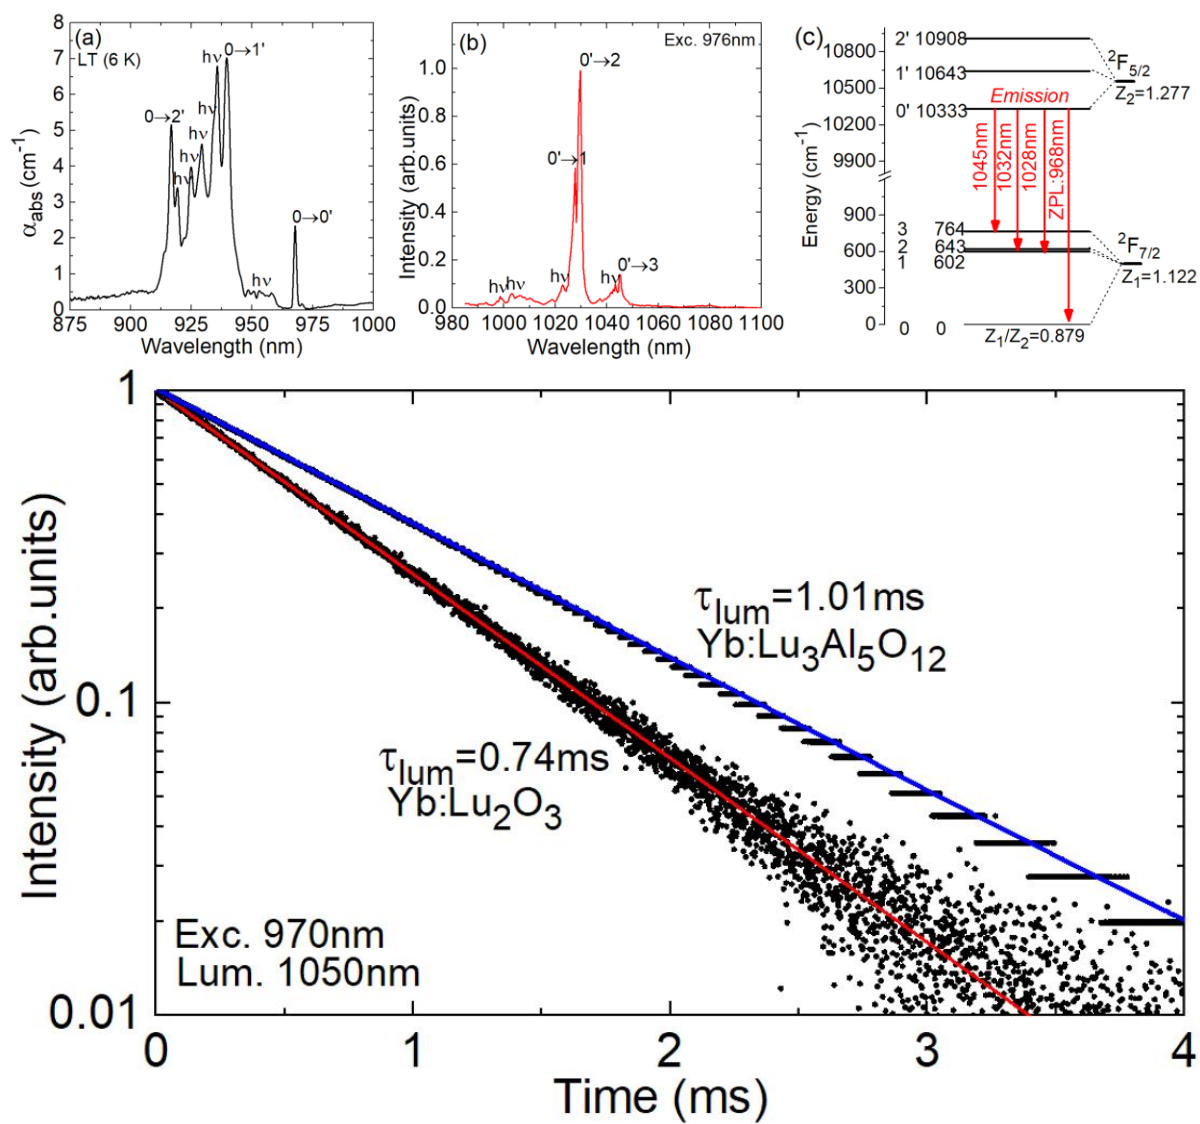 (a)
LT (6 K)
α_abs (cm⁻¹)
8
7
6
5
4
3
2
1
0
0→2'
hν
hν
hν
hν
hν
0→1'
hν
0→0'
875
900
925
950
975
1000
Wavelength (nm)
(b)
Exc. 976nm
Intensity (arb.units)
1.0
0.8
0.6
0.4
0.2
0.0
0'→2
0'→1
hν
hν
hν
hν
0'→3
980
1000
1020
1040
1060
1080
1100
Wavelength (nm)
(c)
Energy (cm⁻¹)
10800
10500
10200
9900
900
600
300
0
2' 10908
1' 10643
0' 10333
Emission
²F5/2
Z₂=1.277
1045nm
1032nm
1028nm
ZPL:968nm
3 764
2 643
1 602
0 0
²F7/2
Z₁=1.122
Z₁/Z₂=0.879
Intensity (arb.units)
1
0.1
0.01
τlum=1.01ms
Yb:Lu₃Al₅O₁₂
τlum=0.74ms
Yb:Lu₂O₃
Exc. 970nm
Lum. 1050nm
0
1
2
3
4
Time (ms)